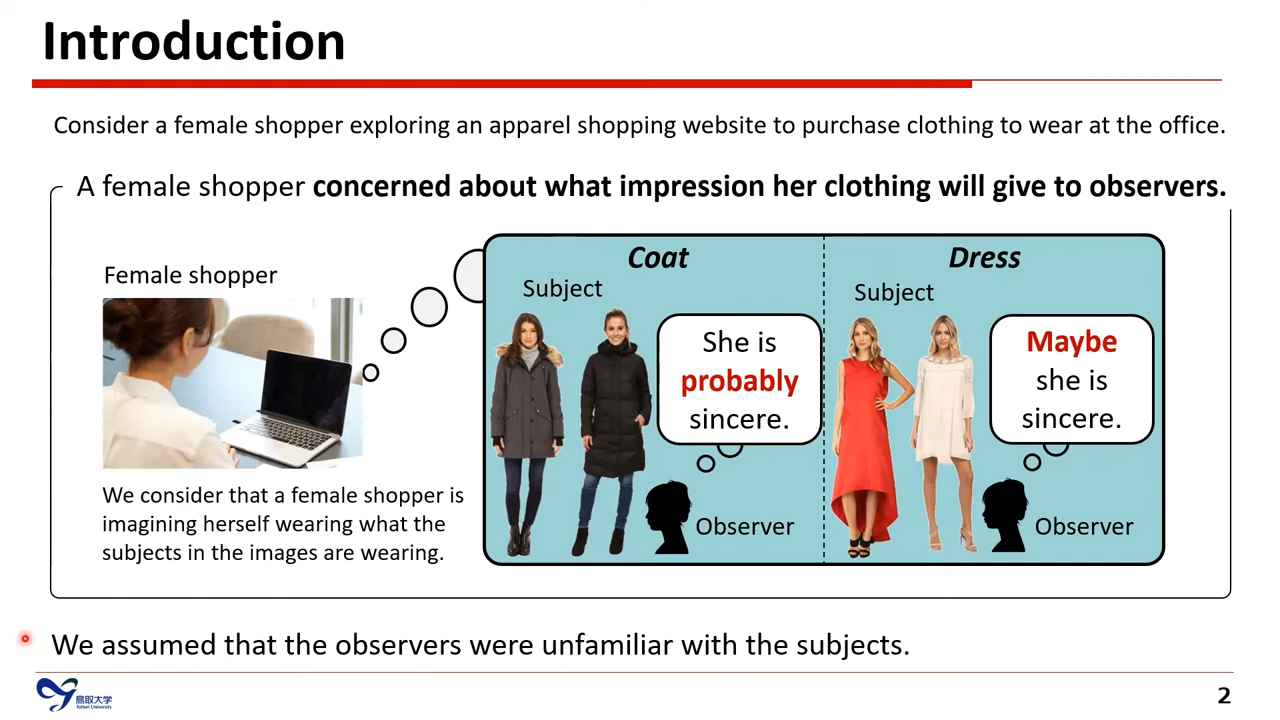 Introduction
Consider a female shopper exploring an apparel shopping website to purchase clothing to wear at the office.
A female shopper concerned about what impression her clothing will give to observers.
Female shopper
We consider that a female shopper is
imagining herself wearing what the
subjects in the images are wearing.
Coat
Subject
She is
probably
sincere.
Observer
Dress
Subject
Maybe
she is
sincere.
Observer
We assumed that the observers were unfamiliar with the subjects.
鳥取大学
Tottori University
2